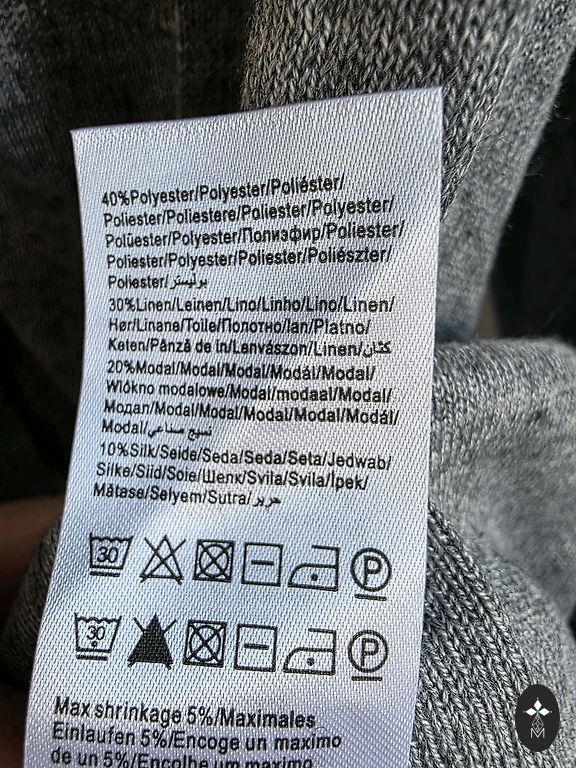 40%Polyester/Polyester/Poliéster/
Poliester/Poliestere/Poliester/Polyester/
Polüester/Polyester/Полиэфир/Poliester/
Poliester/Polyester/Poliester/Poliészter/
Poliester/بوليستر
30%Linen/Leinen/Lino/Linho/Lino/Linen/
Hør/Linane/Toile/Полотно/lan/Platno/
Keten/Pânză de in/Lenvászon/Linen/كتان
20%Modal/Modal/Modal/Modál/Modal/
Włókno modalowe/Modal/modaal/Modal/
Модал/Modal/Modal/Modal/Modal/Modál/
Modal/نسيج صناعي
10%Silk/Seide/Seda/Seda/Seta/Jedwab/
Silke/Siid/Soie/Шелк/Svila/Svila/İpek/
Mătase/Selyem/Sutra/حرير
30 P
30 P
Max shrinkage 5%/Maximales
Einlaufen 5%/Encoge un maximo
de un 5%/Encolhe um maximo
M